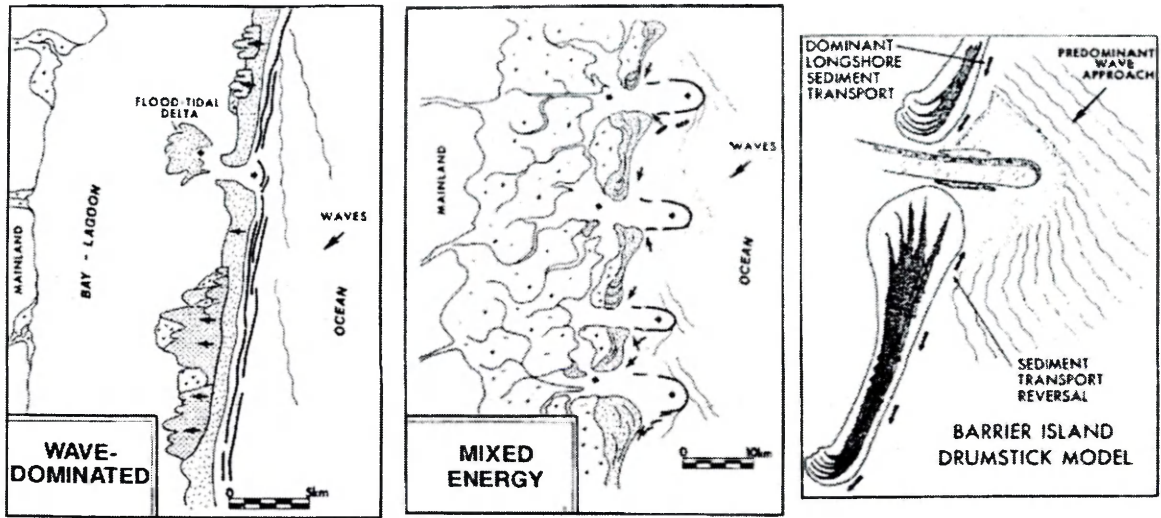 FLOOD-TIDAL
DELTA
MAINLAND
BAY - LAGOON
WAVES
OCEAN
WAVE-
DOMINATED
0 5km
MAINLAND
WAVES
OCEAN
MIXED
ENERGY
0 10km
DOMINANT
LONGSHORE
SEDIMENT
TRANSPORT
PREDOMINANT
WAVE
APPROACH
SEDIMENT
TRANSPORT
REVERSAL
BARRIER ISLAND
DRUMSTICK MODEL